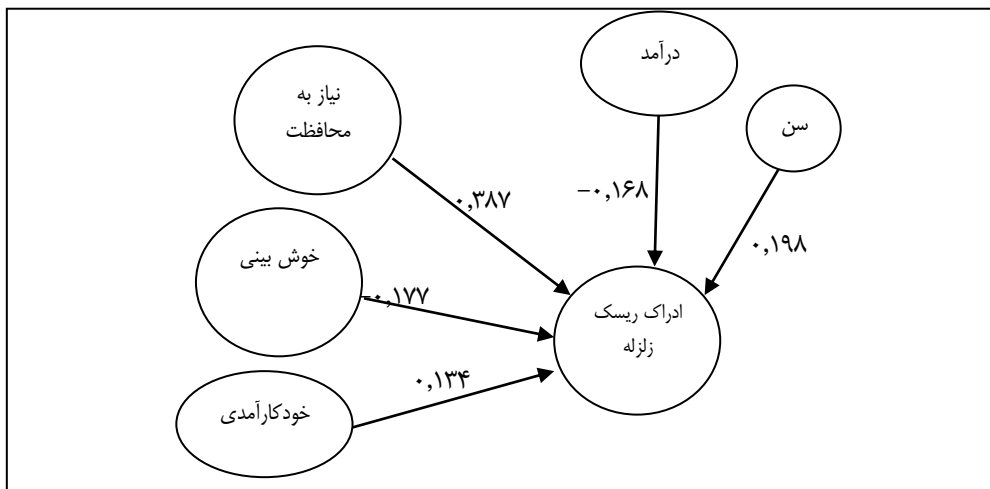 درآمد
نیاز به
محافظت
سن
-۰,۱۶۸
۰,۳۸۷
۰,۱۹۸
خوش بینی
-۰,۱۷۷
ادراک ریسک
زلزله
۰,۱۳۴
خودکارآمدی